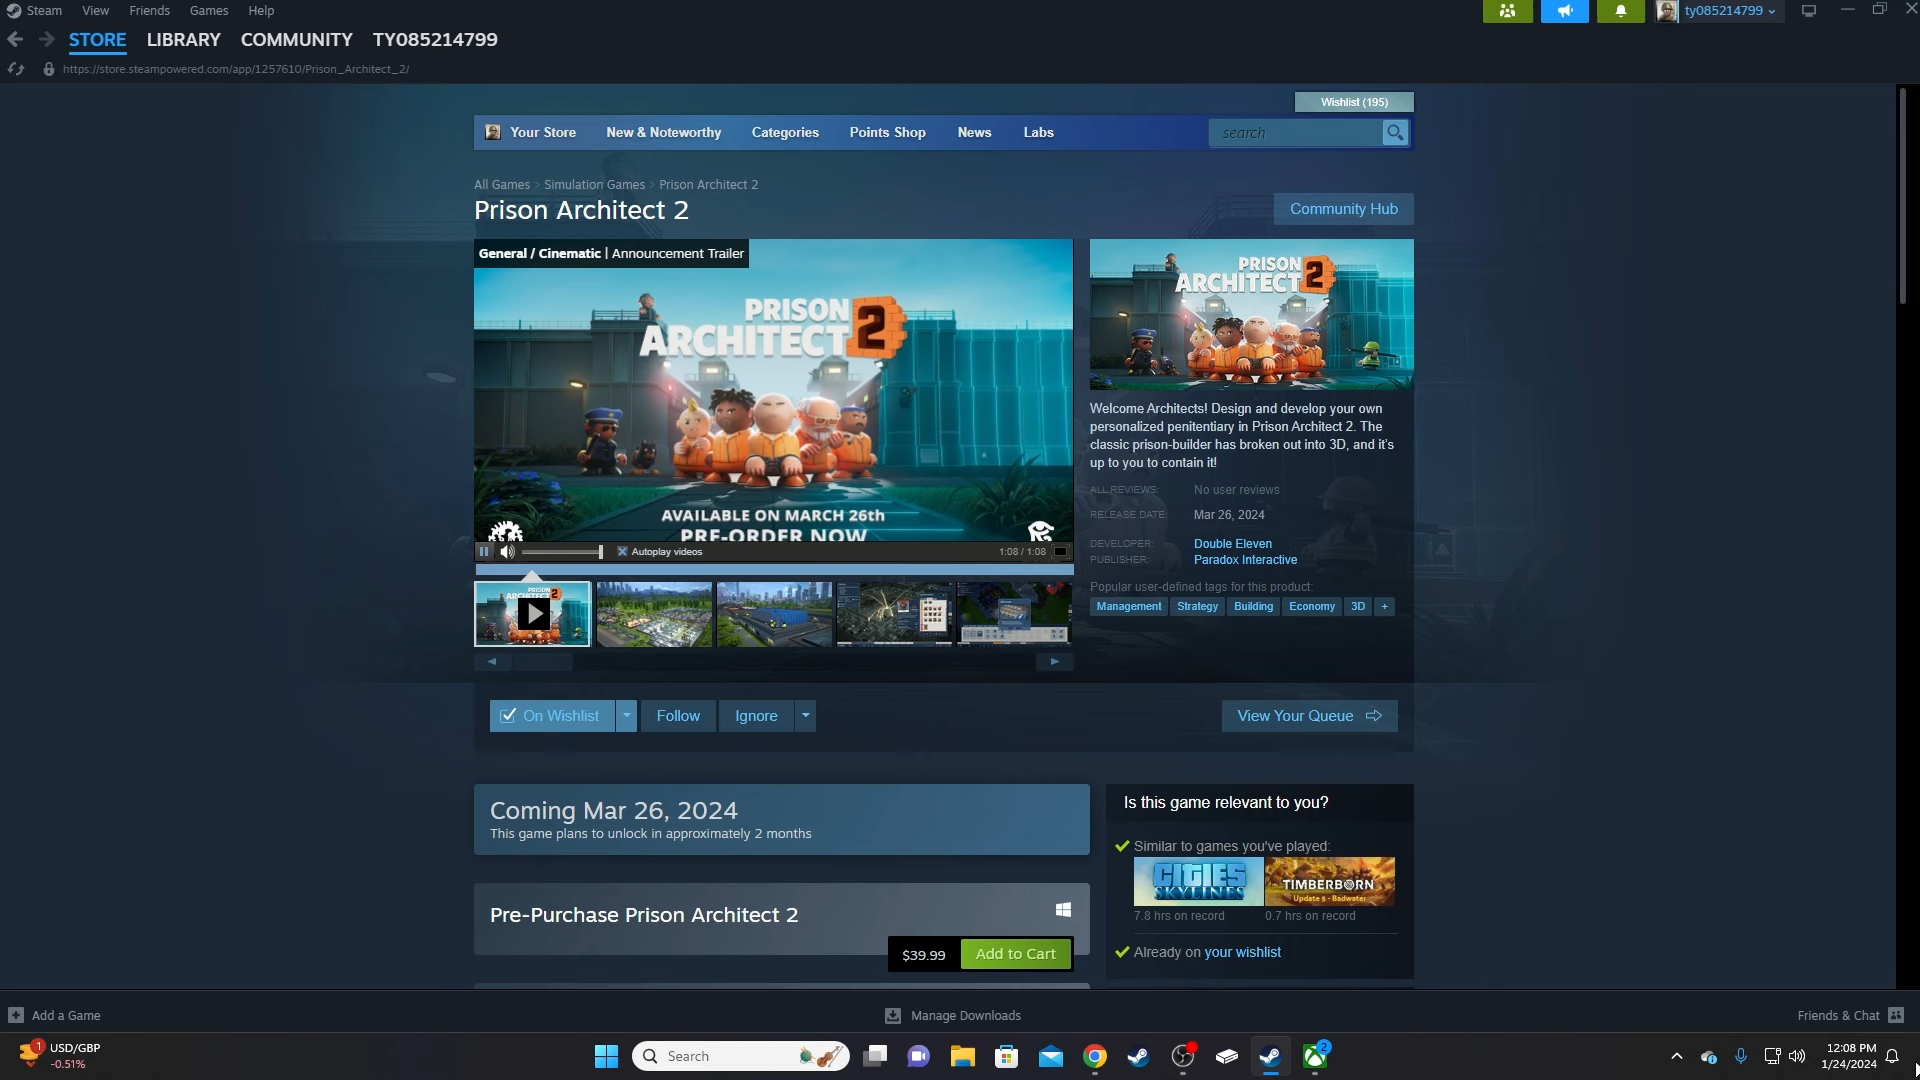 Steam View Friends Games Help
ty085214799
STORE LIBRARY COMMUNITY TY085214799
https://store.steampowered.com/app/1257610/Prison_Architect_2/
Wishlist (195)
Your Store New & Noteworthy Categories Points Shop News Labs
search
All Games > Simulation Games > Prison Architect 2
Prison Architect 2
Community Hub
General / Cinematic | Announcement Trailer
PRISON
ARCHITECT 2
AVAILABLE ON MARCH 26th
PRE-ORDER NOW
Autoplay videos
1:08 / 1:08
PRISON
ARCHITECT 2
PRISON
ARCHITECT 2
Welcome Architects! Design and develop your own
personalized penitentiary in Prison Architect 2. The
classic prison-builder has broken out into 3D, and it's
up to you to contain it!
ALL REVIEWS: No user reviews
RELEASE DATE: Mar 26, 2024
DEVELOPER: Double Eleven
PUBLISHER: Paradox Interactive
Popular user-defined tags for this product:
Management Strategy Building Economy 3D +
On Wishlist
Follow
Ignore
View Your Queue
Coming Mar 26, 2024
This game plans to unlock in approximately 2 months
Pre-Purchase Prison Architect 2
$39.99
Add to Cart
Is this game relevant to you?
Similar to games you've played:
CITIES
SKYLINES
TIMBERBORN
Update 5 - Badwater
7.8 hrs on record
0.7 hrs on record
Already on your wishlist
Add a Game
Manage Downloads
Friends & Chat
1
USD/GBP
-0.51%
Search
2
12:08 PM
1/24/2024